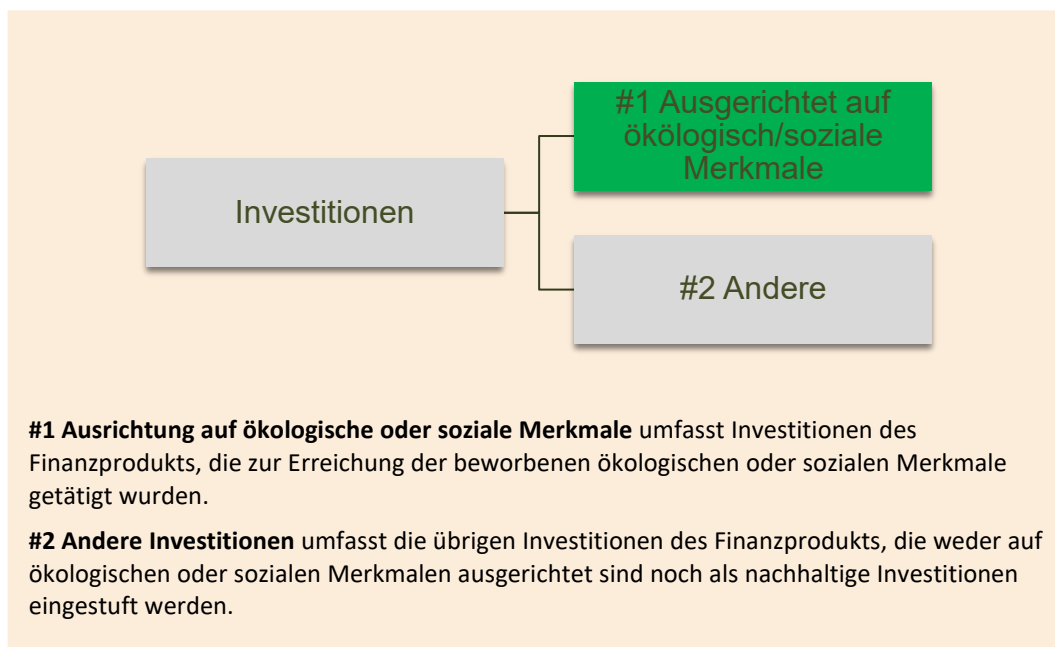 #1 Ausgerichtet auf
ökölogisch/soziale
Merkmale
Investitionen
#2 Andere
#1 Ausrichtung auf ökologische oder soziale Merkmale umfasst Investitionen des
Finanzprodukts, die zur Erreichung der beworbenen ökologischen oder sozialen Merkmale
getätigt wurden.
#2 Andere Investitionen umfasst die übrigen Investitionen des Finanzprodukts, die weder auf
ökologischen oder sozialen Merkmalen ausgerichtet sind noch als nachhaltige Investitionen
eingestuft werden.